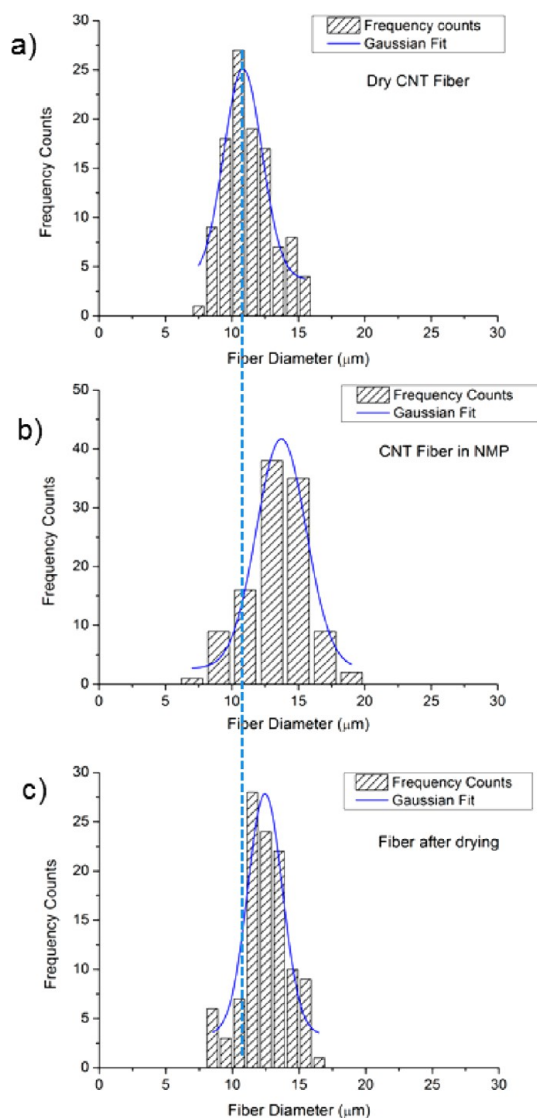 a)
Frequency counts
Gaussian Fit
Dry CNT Fiber
Frequency Counts
30
25
20
15
10
5
0
0 5 10 15 20 25 30
Fiber Diameter (μm)
b)
Frequency Counts
Gaussian Fit
CNT Fiber in NMP
Frequency Counts
50
40
30
20
10
0
0 5 10 15 20 25 30
Fiber Diameter (μm)
c)
Frequency Counts
Gaussian Fit
Fiber after drying
Frequency Counts
30
25
20
15
10
5
0
0 5 10 15 20 25 30
Fiber Diameter (μm)